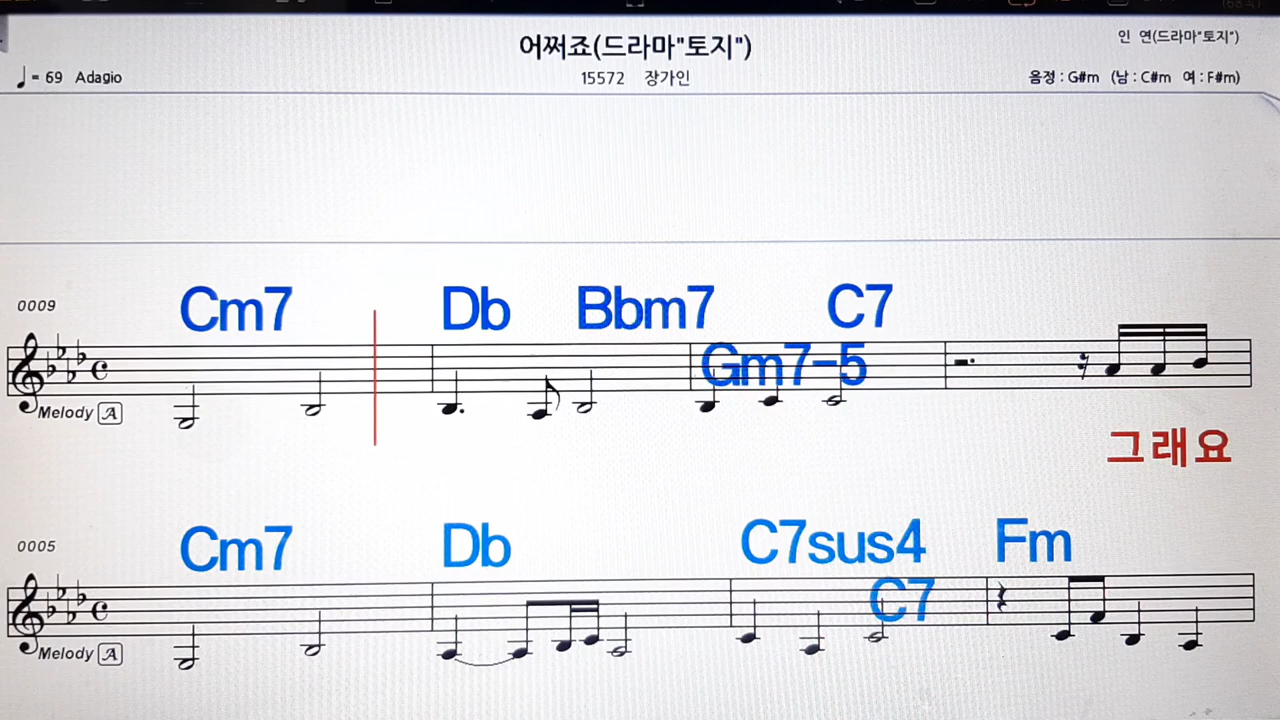 어쩌죠(드라마"토지")
인 연(드라마"토지")
♩= 69 Adagio
15572 장가인
음정 : G#m (남 : C#m 여 : F#m)
0009
Cm7 Db Bbm7 C7
Gm7-5
Melody A
그래요
0005
Cm7 Db C7sus4 Fm
C7
Melody A